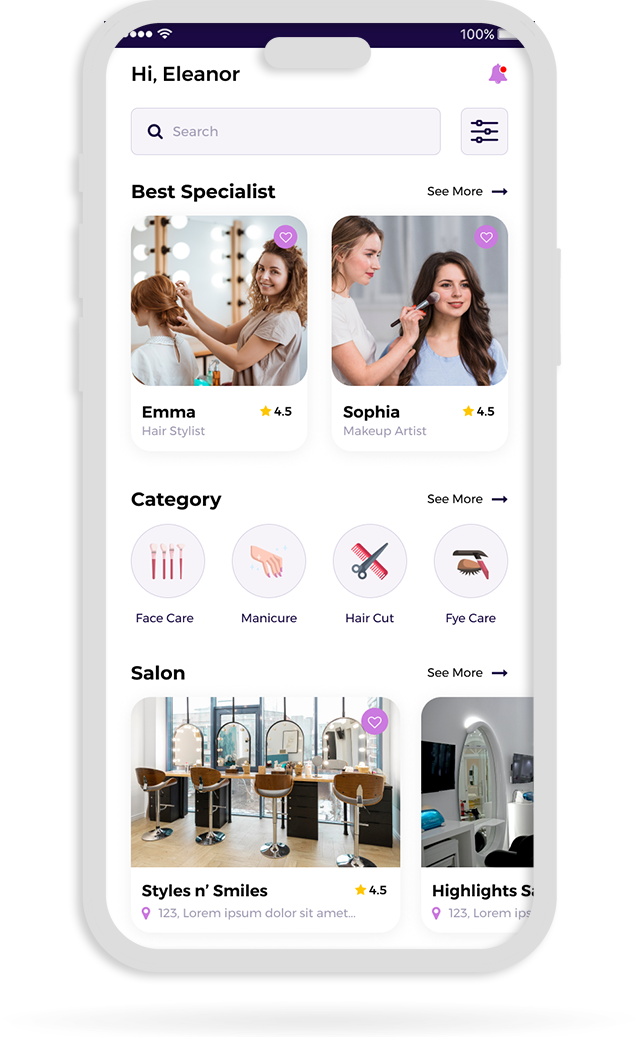 100%
Hi, Eleanor
Search
Best Specialist
See More
Emma
4.5
Hair Stylist
Sophia
4.5
Makeup Artist
Category
See More
Face Care
Manicure
Hair Cut
Fye Care
Salon
See More
Styles n' Smiles
4.5
123, Lorem ipsum dolor sit amet...
Highlights Sa
123, Lorem ips